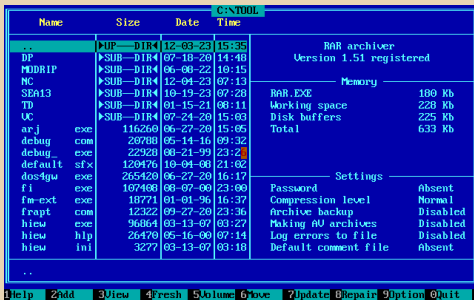 C:\TOOL
Name Size Date Time
.. ►UP──DIR◄ 12-03-23 15:35
DP ►SUB──DIR◄ 07-18-20 14:48
MODRIP ►SUB──DIR◄ 06-08-22 10:15
NC ►SUB──DIR◄ 12-04-23 07:13
SEA13 ►SUB──DIR◄ 10-19-23 07:28
TD ►SUB──DIR◄ 01-15-21 08:11
VC ►SUB──DIR◄ 07-24-20 15:03
arj exe 116260 06-27-20 15:05
debug com 20788 05-14-16 09:32
debug_ exe 22928 08-21-99
default sfx 120476 10-04-08 21:02
dos4gw exe 265420 06-27-20 16:17
fi exe 107408 08-07-00 23:00
fm-ext exe 18771 01-01-96 16:37
frapt com 12322 09-27-20 23:36
hiew exe 96864 03-13-07 03:27
hiew hlp 26470 05-16-00 07:14
hiew ini 3277 03-13-07 03:18
..
RAR archiver
Version 1.51 registered
Memory
RAR.EXE 180 Kb
Working space 228 Kb
Disk buffers 225 Kb
Total 633 Kb
Settings
Password Absent
Compression level Normal
Archive backup Disabled
Making AV archives Disabled
Log errors to file Disabled
Default comment file Absent
1Help 2Add 3View 4Fresh 5Volume 6Move 7Update 8Repair 9Option 0Quit